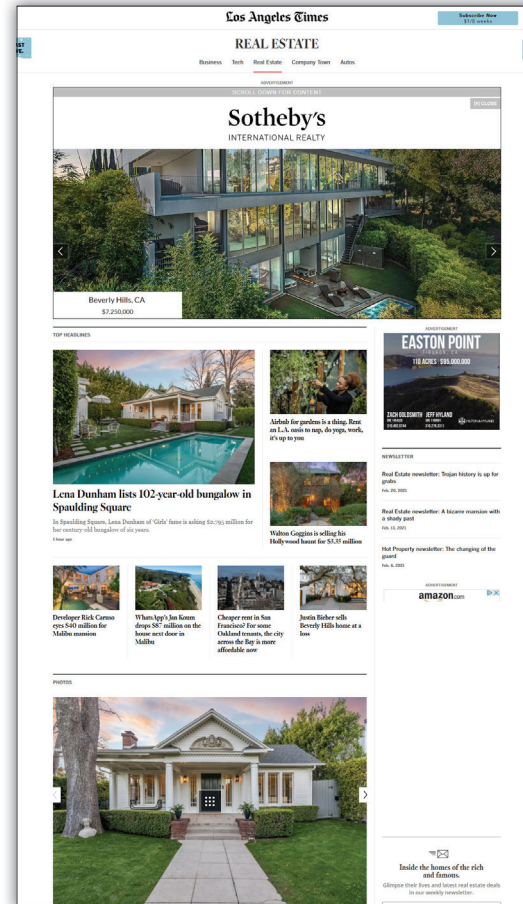 Los Angeles Times
Subscribe Now
$1/8 weeks
REAL ESTATE
Business Tech Real Estate Company Town Autos
ADVERTISEMENT
SCROLL DOWN FOR CONTENT
[X] CLOSE
Sotheby's
INTERNATIONAL REALTY
Beverly Hills, CA
$7,250,000
TOP HEADLINES
Lena Dunham lists 102-year-old bungalow in
Spaulding Square
In Spaulding Square, Lena Dunham of 'Girls' fame is asking $2.795 million for
her century-old bungalow of six years.
1 hour ago
Airbnb for gardens is a thing. Rent
an L.A. oasis to nap, do yoga, work,
it's up to you
Walton Goggins is selling his
Hollywood haunt for $3.35 million
Developer Rick Caruso
eyes $40 million for
Malibu mansion
WhatsApp's Jan Koum
drops $87 million on the
house next door in
Malibu
Cheaper rent in San
Francisco? For some
Oakland tenants, the city
across the Bay is more
affordable now
Justin Bieber sells
Beverly Hills home at a
loss
ADVERTISEMENT
EASTON POINT
TIBURON, CA
110 ACRES $95,000,000
ZACH GOLDSMITH JEFF HYLAND
HILTON & HYLAND
NEWSLETTER
Real Estate newsletter: Trojan history is up for
grabs
Feb. 20, 2021
Real Estate newsletter: A bizarre mansion with
a shady past
Feb. 13, 2021
Hot Property newsletter: The changing of the
guard
Feb. 6, 2021
ADVERTISEMENT
amazon.com
PHOTOS
Inside the homes of the rich
and famous.
Glimpse their lives and latest real estate deals
in our weekly newsletter.